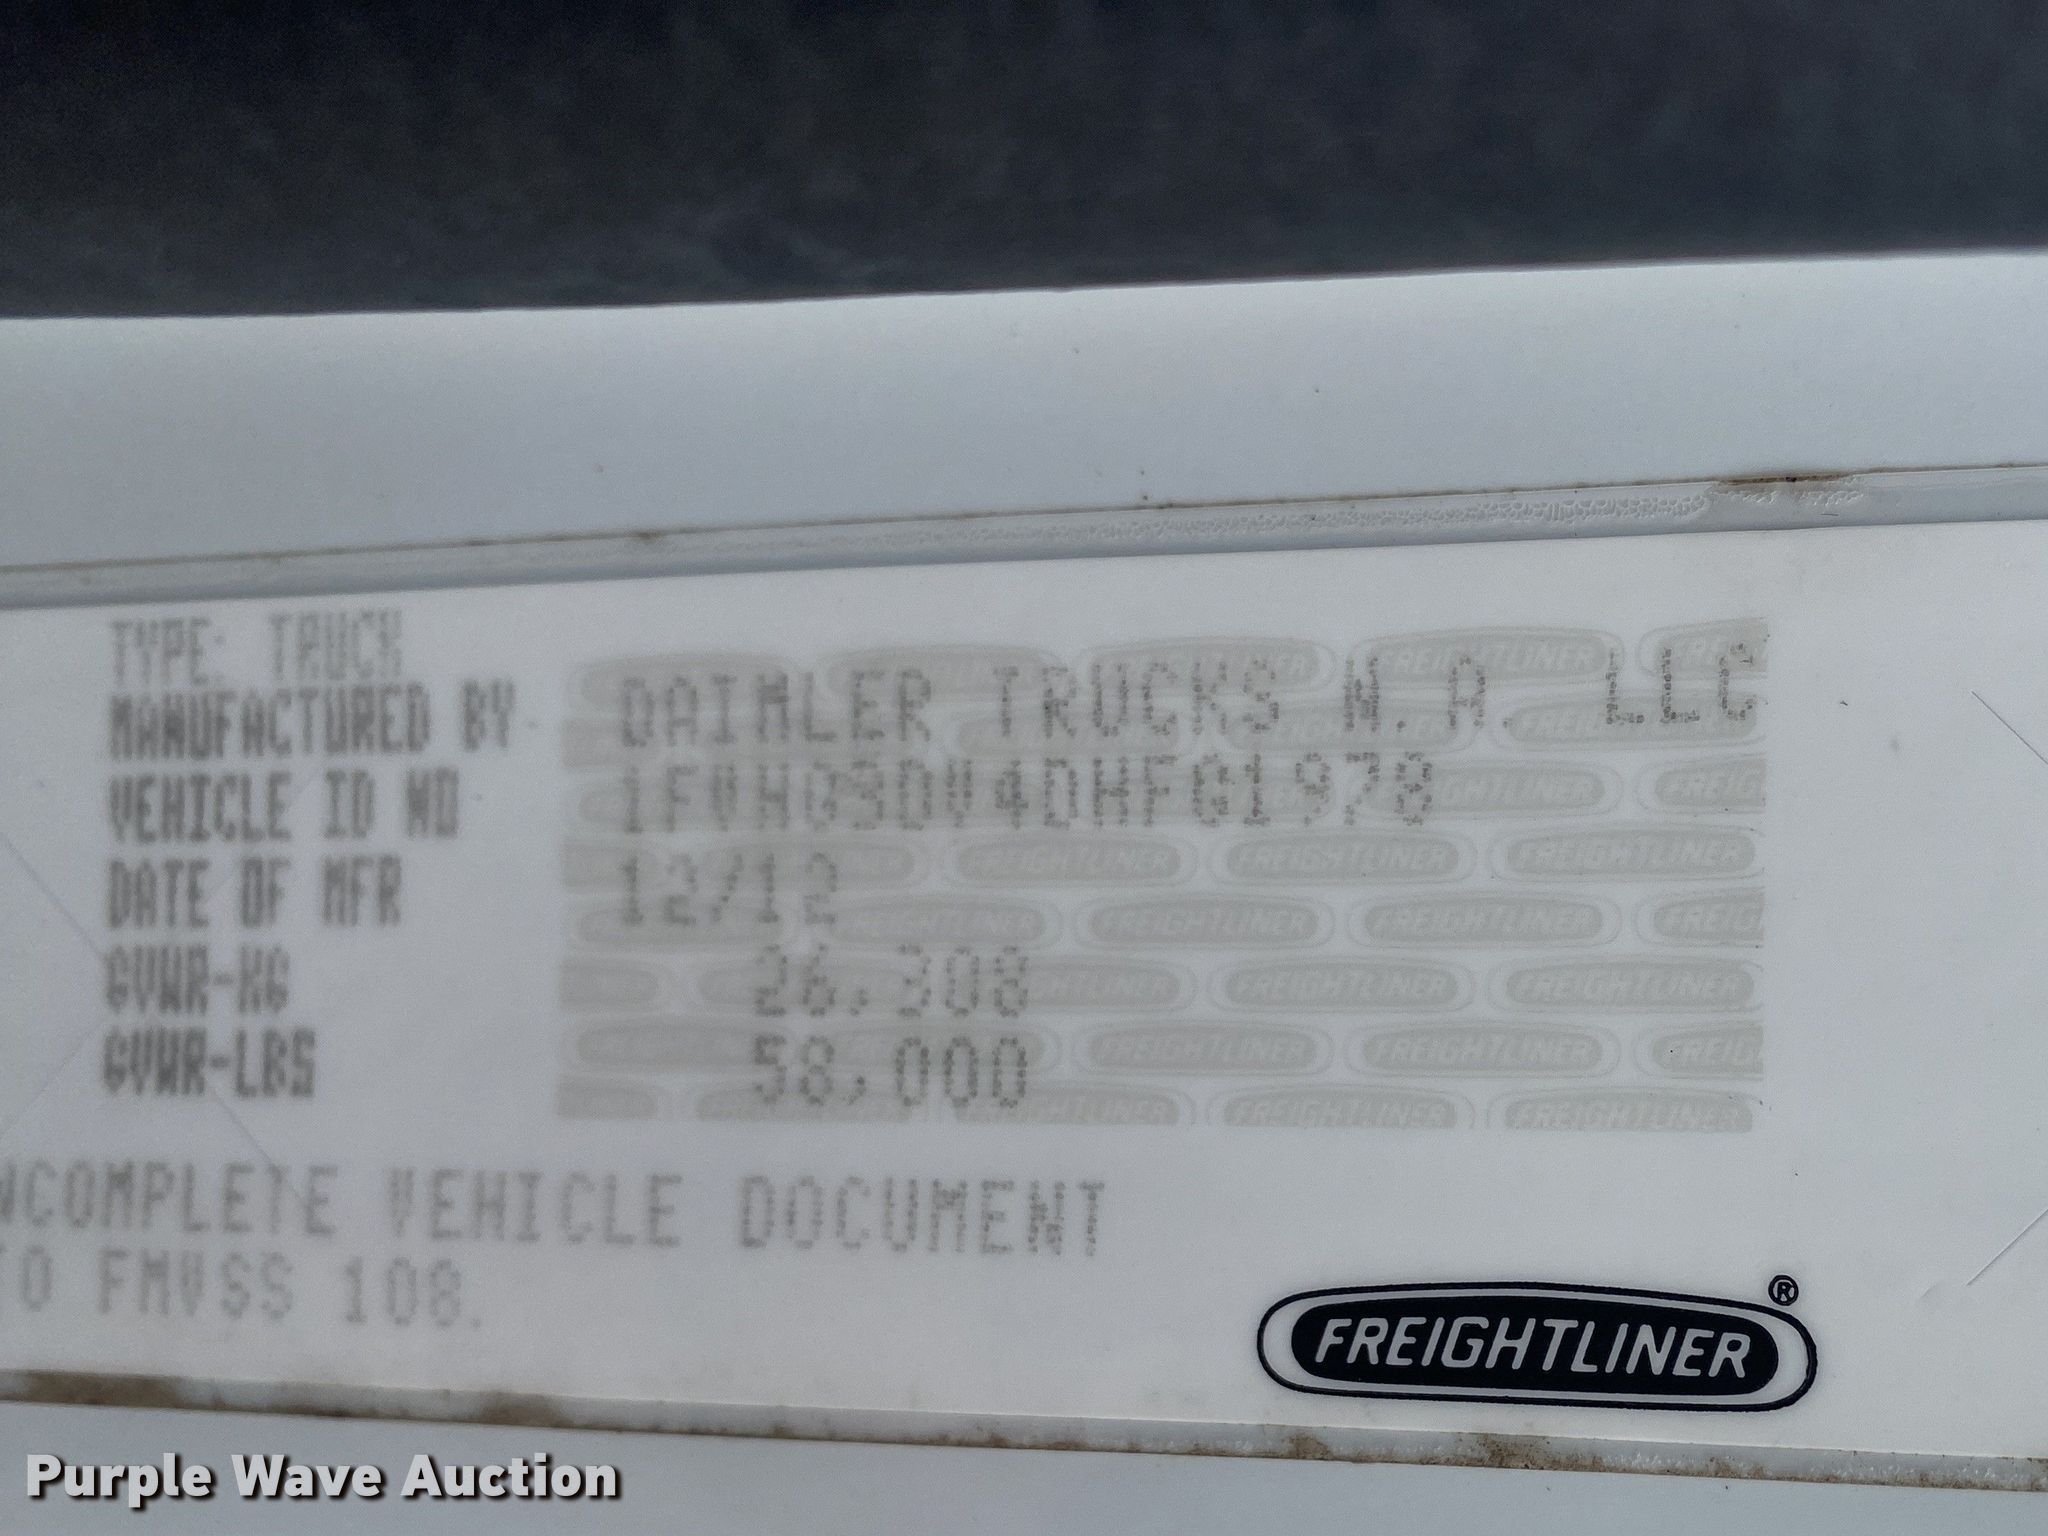 TYPE: TRUCK
MANUFACTURED BY DAIMLER TRUCKS N.A. LLC
VEHICLE ID NO 1FVHG3DV4DHFG1978
DATE OF MFR 12/12
GVWR-KG 26,308
GVWR-LBS 58,000
NCOMPLETE VEHICLE DOCUMENT
TO FMVSS 108.
FREIGHTLINER®
Purple Wave Auction